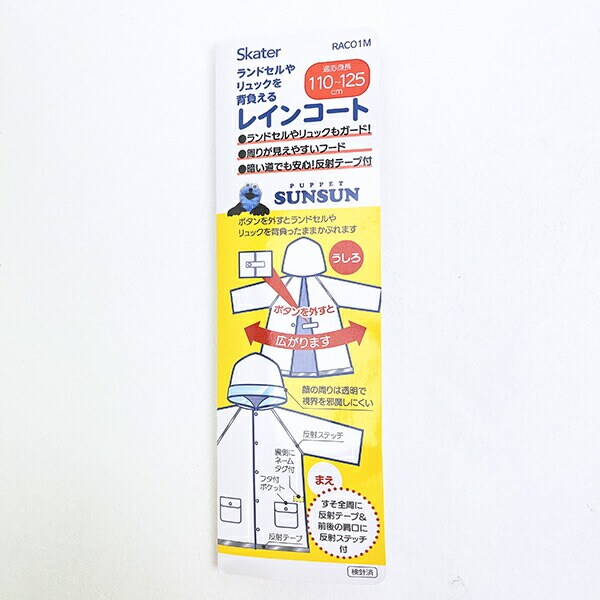 Skater
RACO1M
ランドセルや
リュックを
背負える
レインコート
適応身長
110~125
cm
●ランドセルやリュックもガード!
●周りが見えやすいフード
●暗い道でも安心!反射テープ付
PUPPET
SUNSUN
ボタンを外すとランドセルや
リュックを背負ったままかぶれます
うしろ
ボタンを外すと
広がります
顔の周りは透明で
視界を邪魔しにくい
反射ステッチ
裏側に
ネーム
タグ付
フタ付
ポケット
反射テープ
まえ
すそ全周に
反射テープ&
前後の肩口に
反射ステッチ
付
検針済